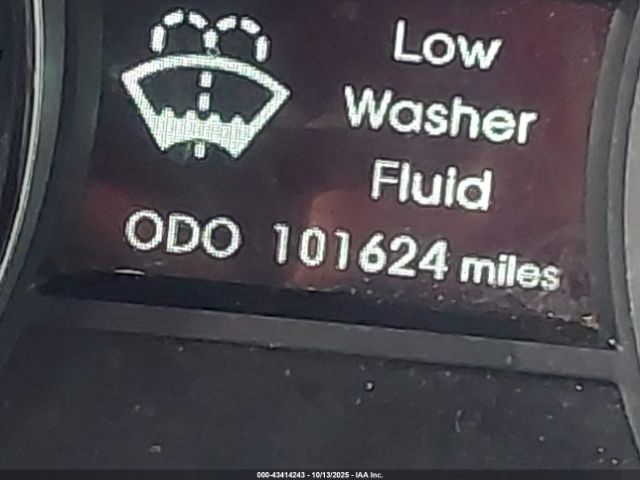 Low
Washer
Fluid
ODO 101624 miles
000-43414243 - 10/13/2025 - IAA Inc.